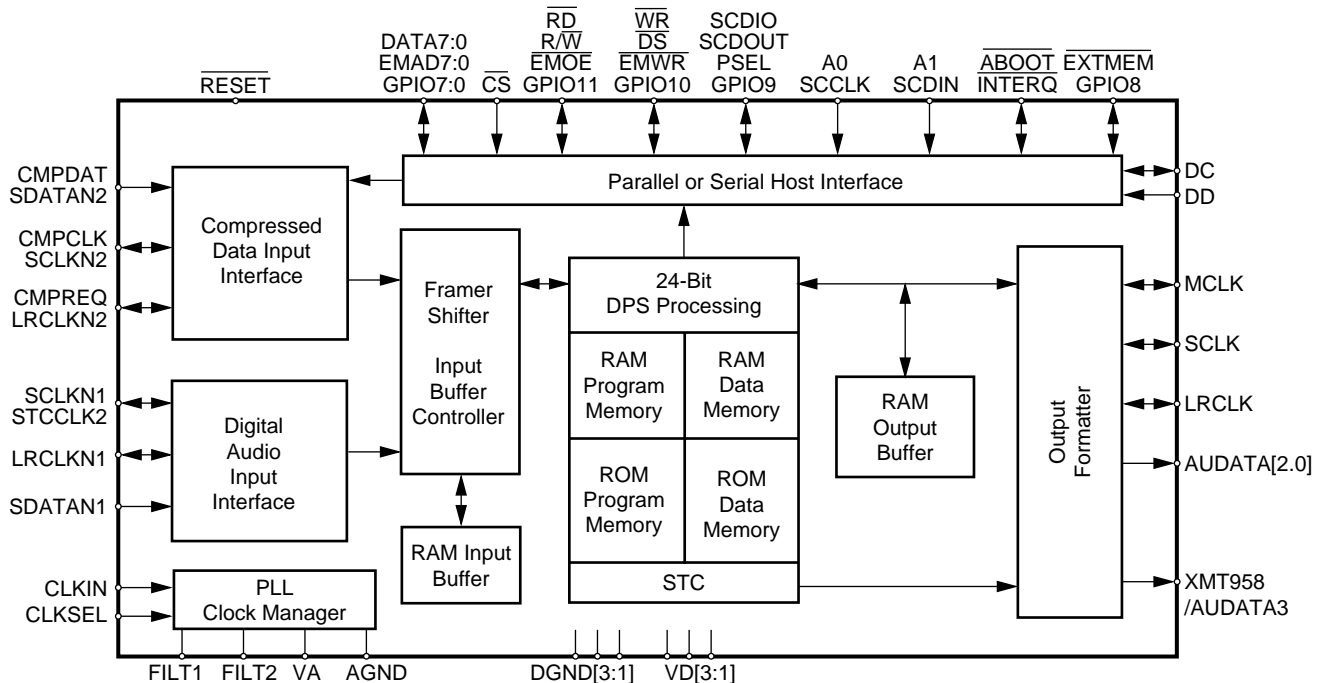 RESET
DATA7:0
EMAD7:0
GPIO7:0
CS
RD
R/W
EMOE
GPIO11
WR
DS
EMWR
GPIO10
SCDIO
SCDOUT
PSEL
GPIO9
A0
SCCLK
A1
SCDIN
ABOOT
INTERQ
EXTMEM
GPIO8
CMPDAT
SDATAN2
CMPCLK
SCLKN2
CMPREQ
LRCLKN2
SCLKN1
STCCLK2
LRCLKN1
SDATAN1
CLKIN
CLKSEL
Compressed
Data Input
Interface
Digital
Audio
Input
Interface
PLL
Clock Manager
Parallel or Serial Host Interface
Framer
Shifter
Input
Buffer
Controller
RAM Input
Buffer
24-Bit
DPS Processing
RAM
Program
Memory
RAM
Data
Memory
ROM
Program
Memory
ROM
Data
Memory
STC
RAM
Output
Buffer
Output
Formatter
DC
DD
MCLK
SCLK
LRCLK
AUDATA[2.0]
XMT958
/AUDATA3
FILT1
FILT2
VA
AGND
DGND[3:1]
VD[3:1]